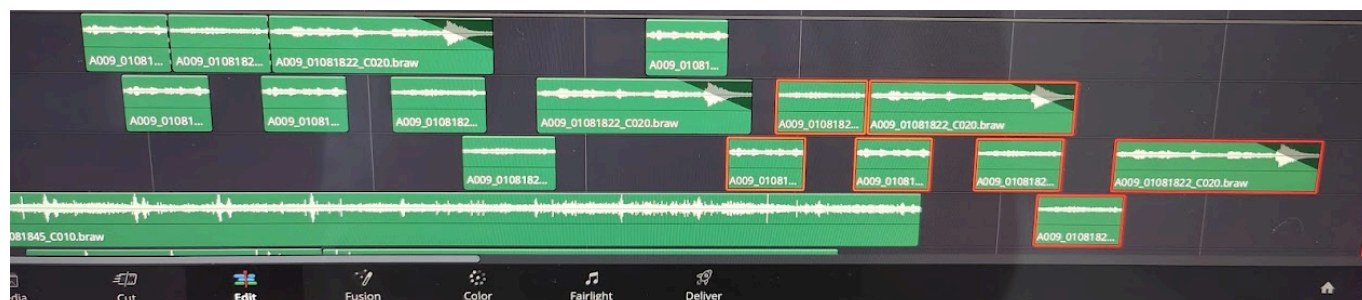 A009_01081... A009_0108182... A009_01081822_C020.braw A009_01081...
A009_01081... A009_01081... A009_0108182... A009_01081822_C020.braw A009_0108182... A009_01081822_C020.braw
A009_0108182... A009_01081... A009_01081... A009_0108182... A009_01081822_C020.braw
081845_C010.braw A009_0108182...
dia Cut Edit Fusion Color Fairlight Deliver